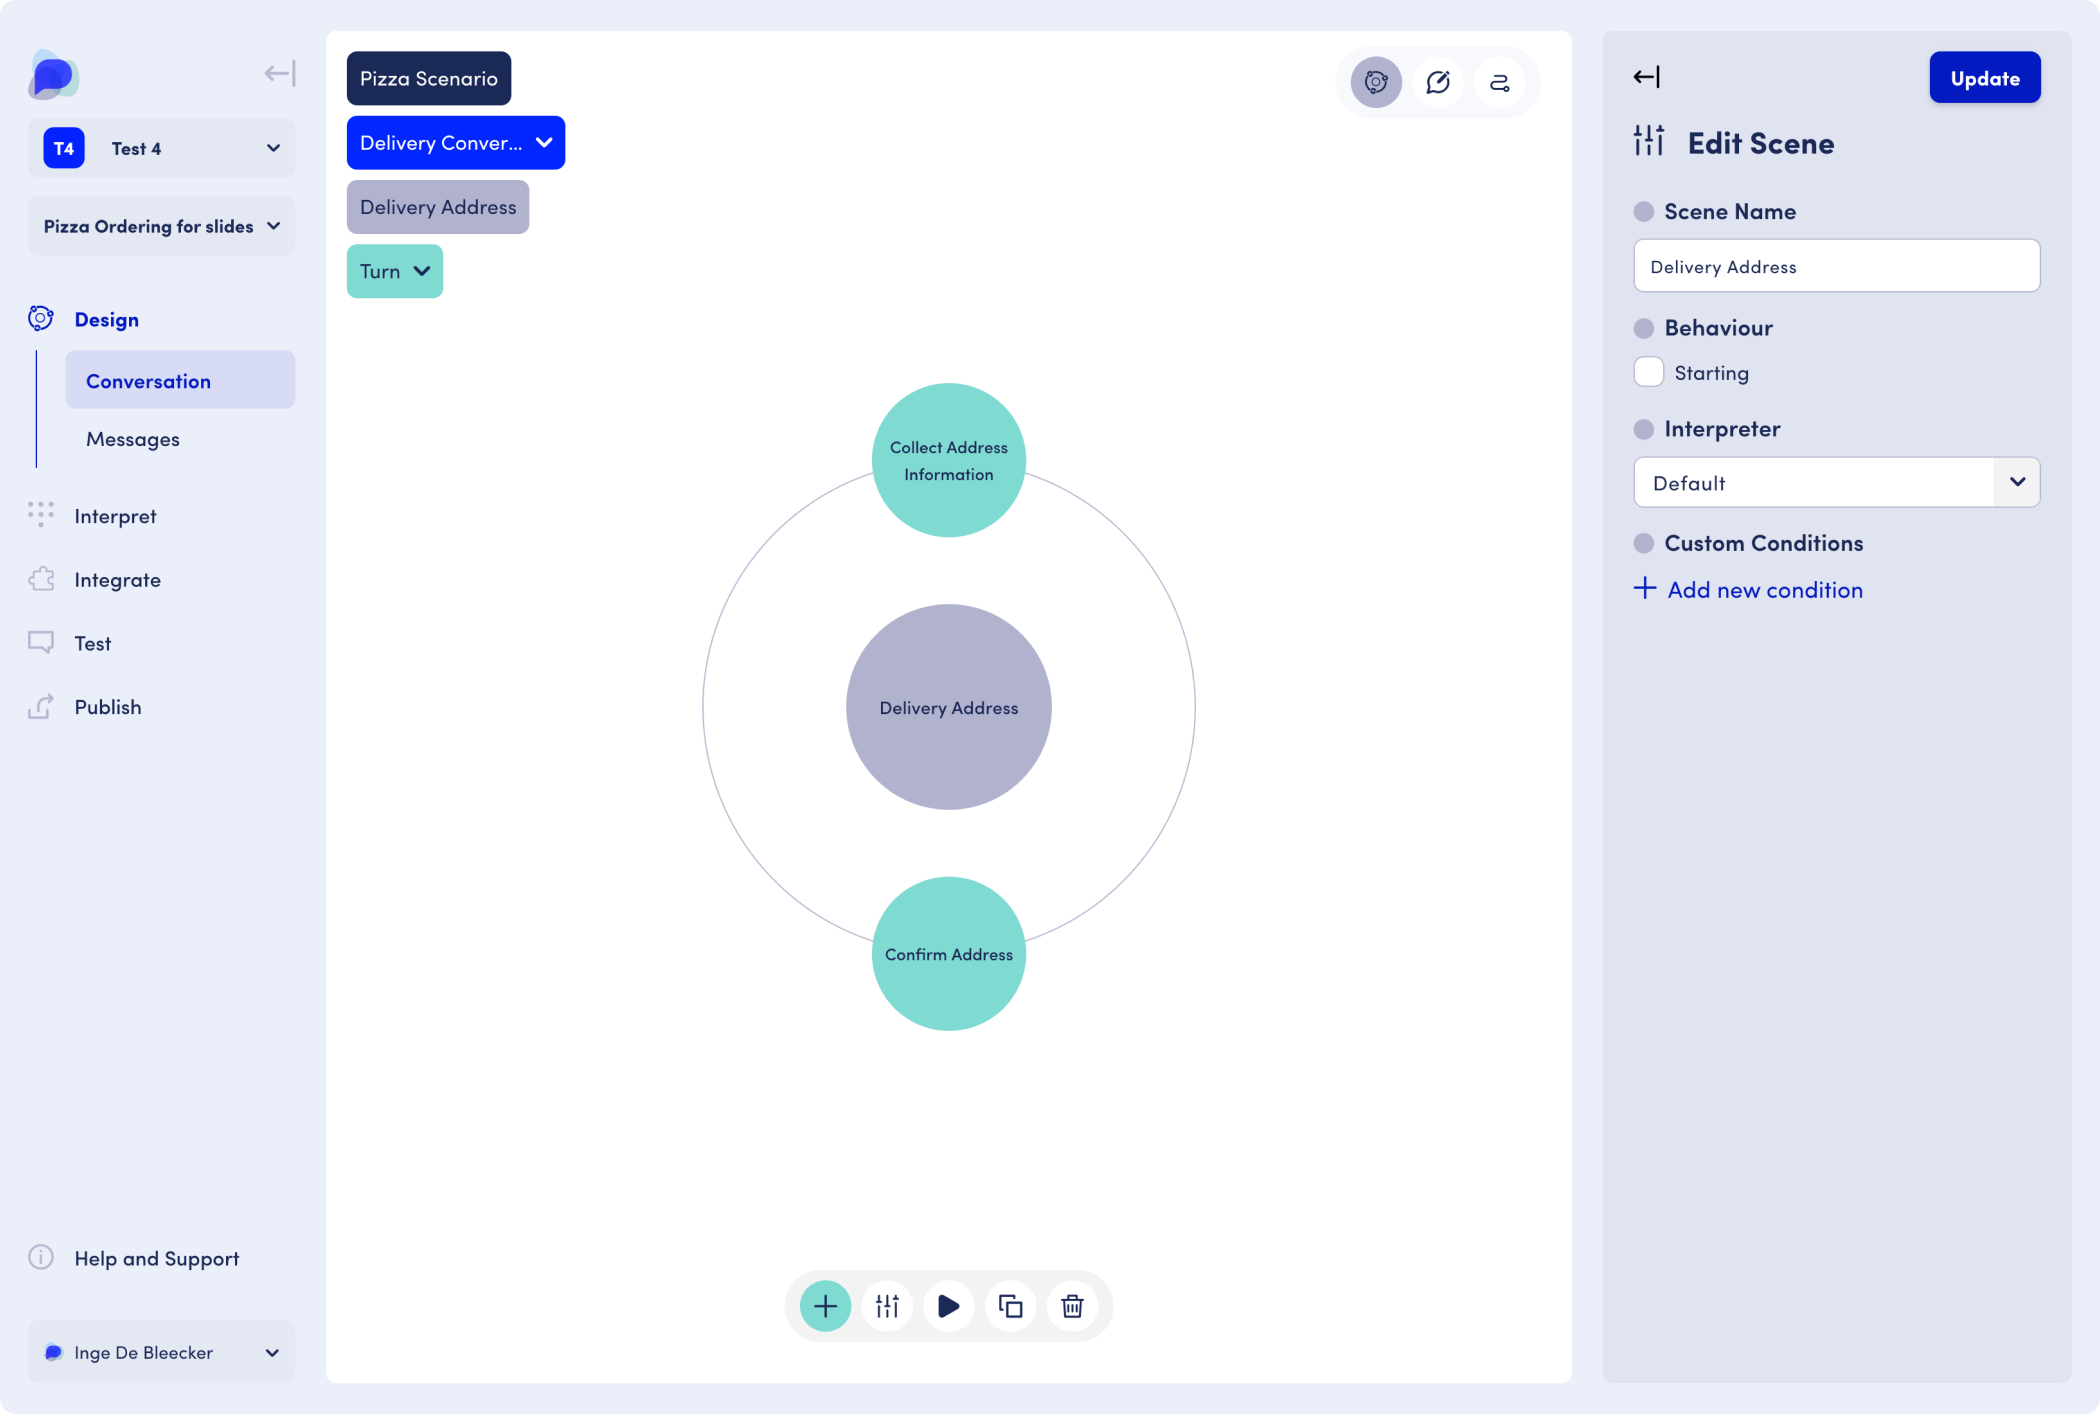 T4 Test 4
Pizza Ordering for slides
Design
Conversation
Messages
Interpret
Integrate
Test
Publish
Help and Support
Inge De Bleecker
Pizza Scenario
Delivery Conver...
Delivery Address
Turn
Collect Address
Information
Delivery Address
Confirm Address
Update
Edit Scene
Scene Name
Delivery Address
Behaviour
Starting
Interpreter
Default
Custom Conditions
Add new condition